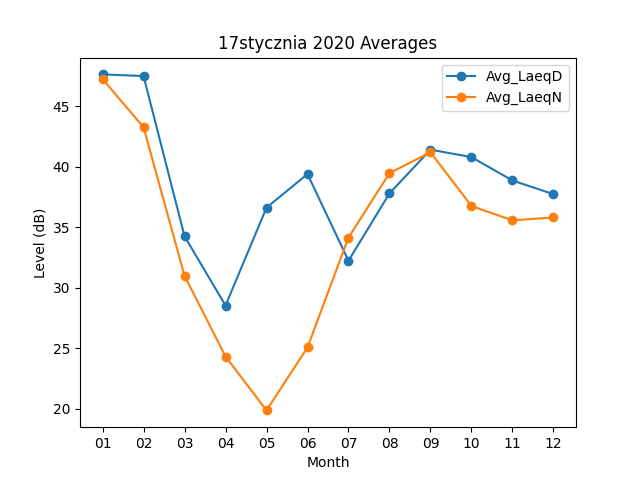 17stycznia 2020 Averages
Avg_LaeqD
Avg_LaeqN
Level (dB)
45
40
35
30
25
20
01 02 03 04 05 06 07 08 09 10 11 12
Month